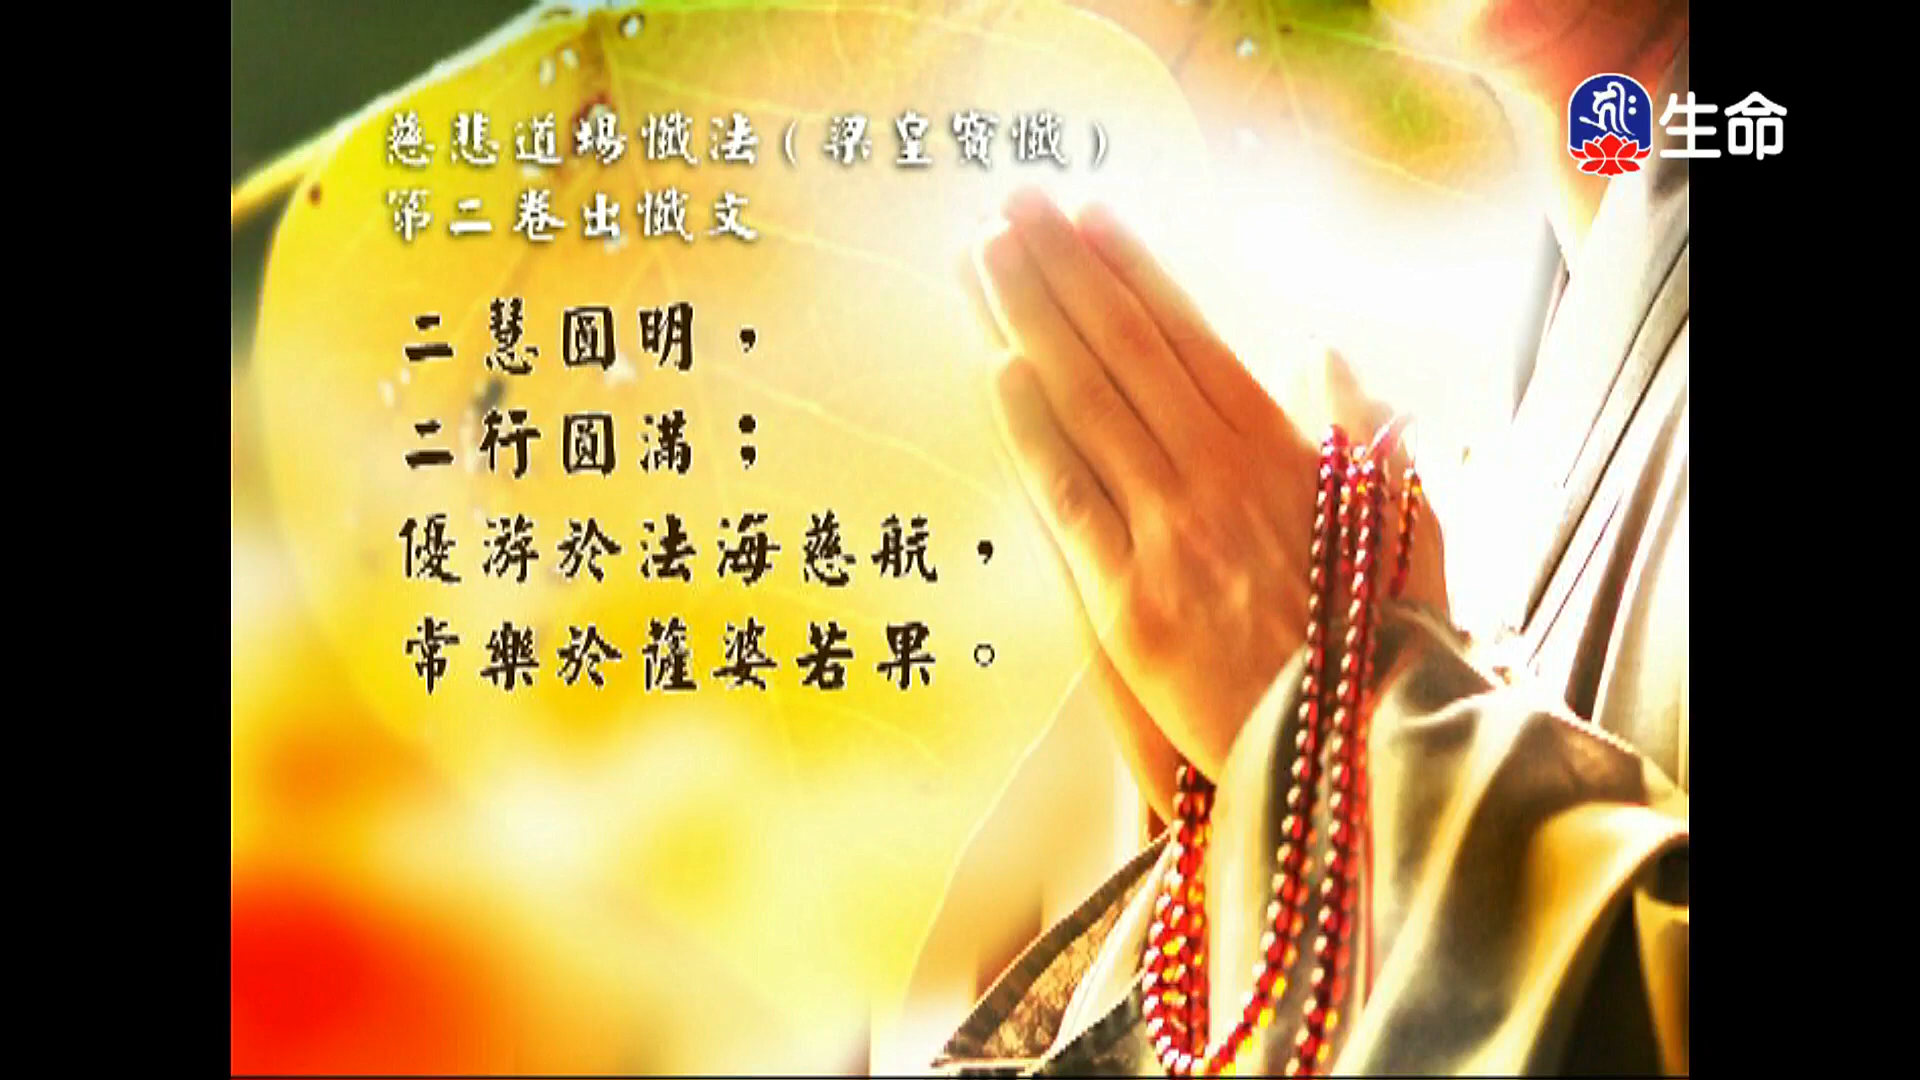 慈悲道場懺法(梁皇寶懺)
第二卷出懺文
二慧圓明，
二行圓滿；
優游於法海慈航，
常樂於薩婆若果。
生命